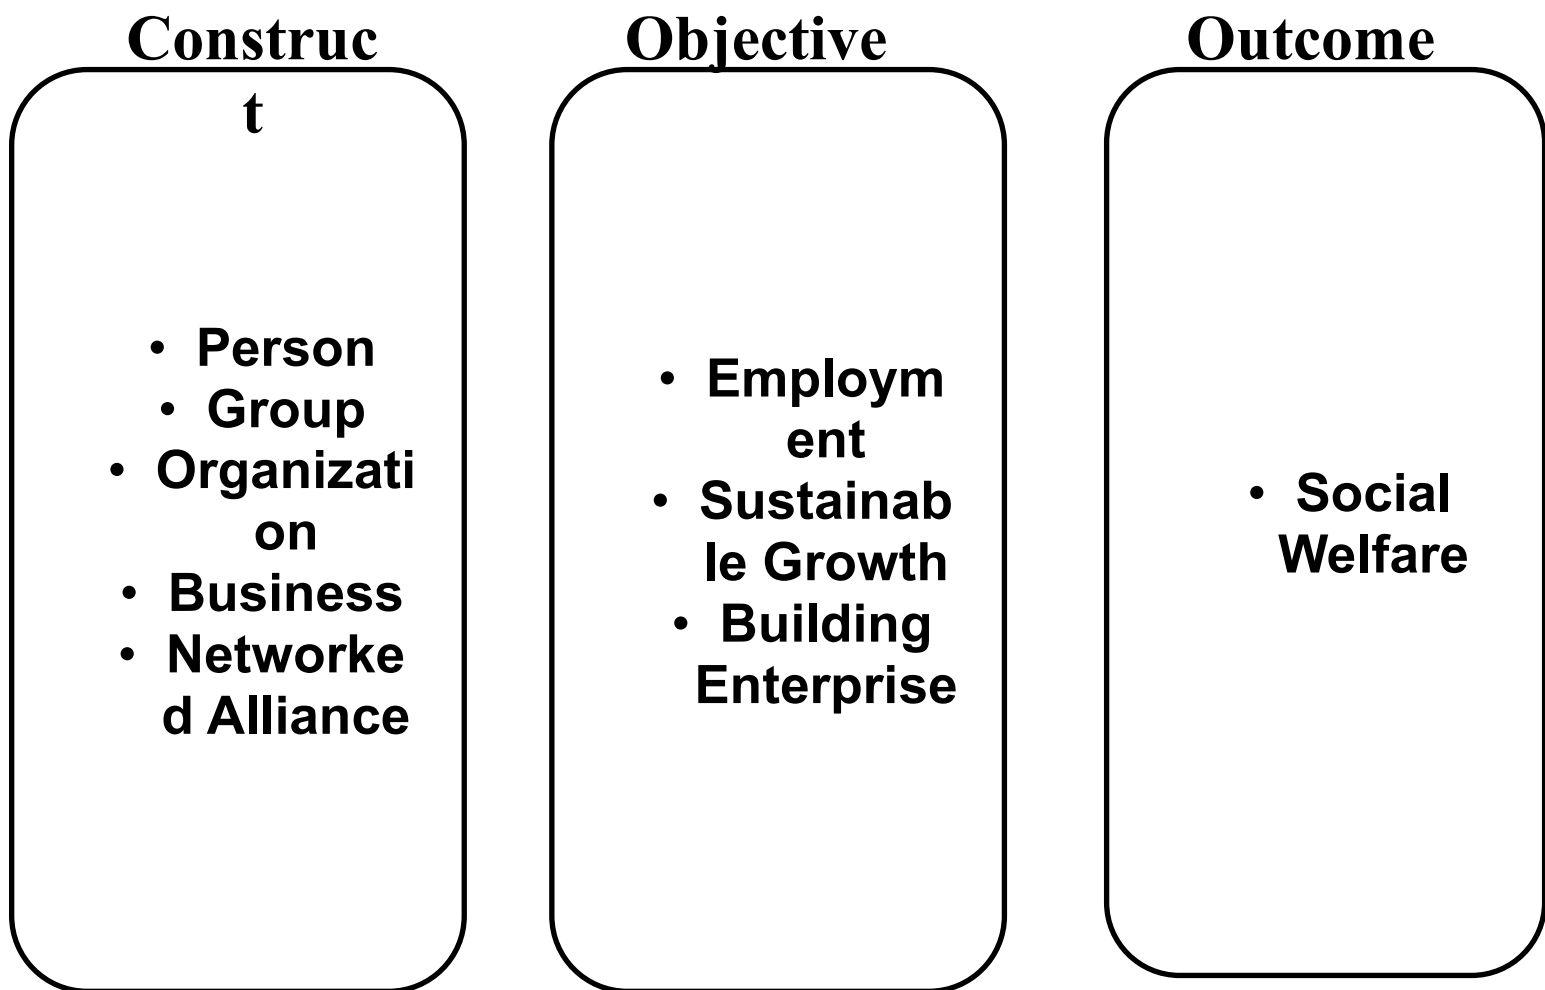 Construc
t
• Person
• Group
• Organizati
on
• Business
• Networke
d Alliance
Objective
• Employm
ent
• Sustainab
le Growth
• Building
Enterprise
Outcome
• Social
Welfare